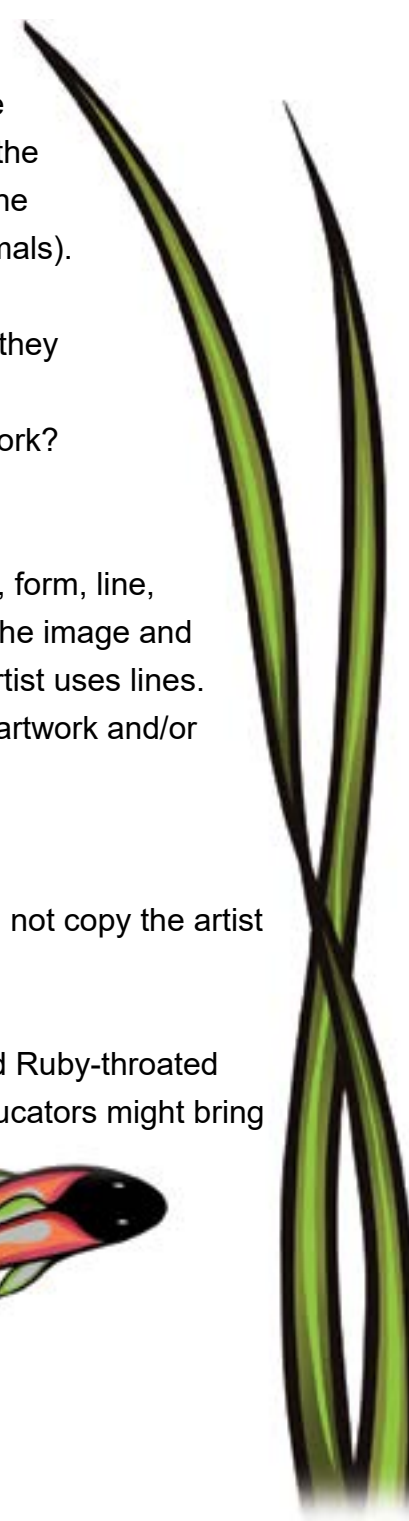 e
the
he
mals).
they
ork?
, form, line,
he image and
rtist uses lines.
artwork and/or
not copy the artist
d Ruby-throated
ucators might bring